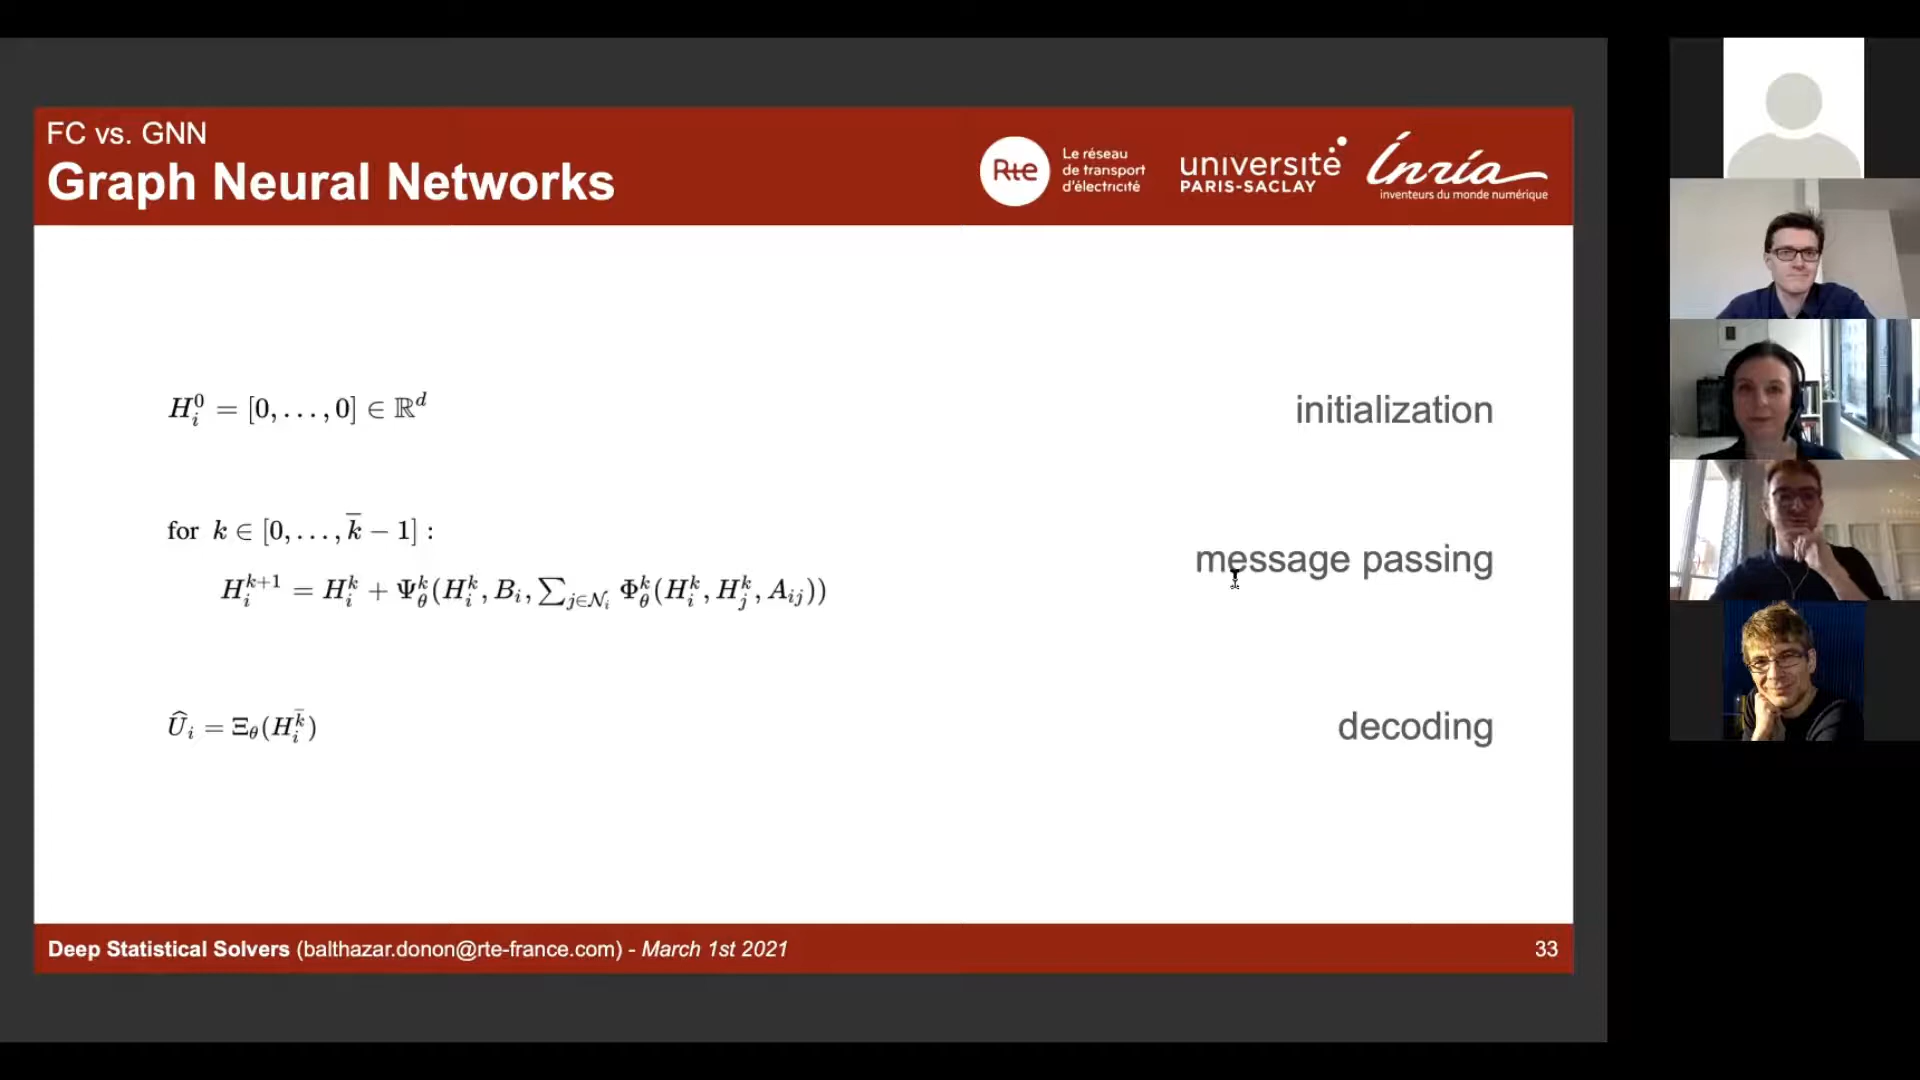 FC vs. GNN
Graph Neural Networks
Rte
Le réseau
de transport
d'électricité
université
PARIS-SACLAY
Inria
inventeurs du monde numérique
H_i^0 = [0, . . . , 0] ∈ ℝ^d
initialization
for k ∈ [0, . . . , k̅ − 1] :
message passing
H_i^{k+1} = H_i^k + Ψ_θ^k(H_i^k, B_i, ∑_{j∈𝒩_i} Φ_θ^k(H_i^k, H_j^k, A_{ij}))
Û_i = Ξ_θ(H_i^{k̅})
decoding
Deep Statistical Solvers (balthazar.donon@rte-france.com) - March 1st 2021
33